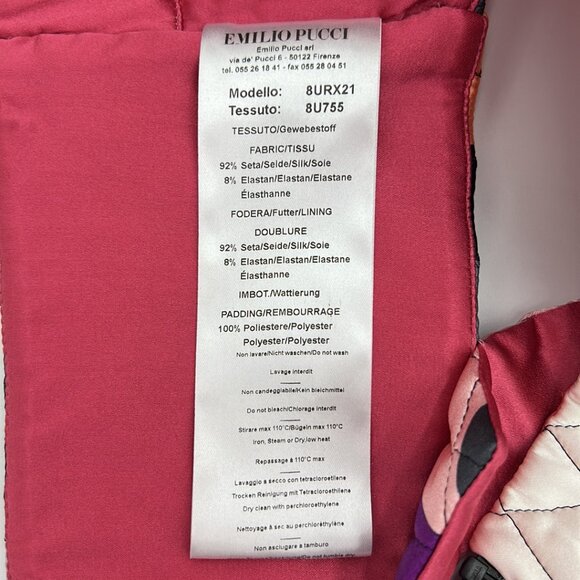 EMILIO PUCCI
Emilio Pucci srl
via de' Pucci 6 - 50122 Firenze
tel. 055 26 18 41 - fax 055 28 04 51
Modello: 8URX21
Tessuto: 8U755
TESSUTO/Gewebestoff
FABRIC/TISSU
92% Seta/Seide/Silk/Soie
8% Elastan/Elastan/Elastane
Élasthanne
FODERA/Futter/LINING
DOUBLURE
92% Seta/Seide/Silk/Soie
8% Elastan/Elastan/Elastane
Élasthanne
IMBOT./Wattierung
PADDING/REMBOURRAGE
100% Poliestere/Polyester
Polyester/Polyester
Non lavare/Nicht waschen/Do not wash
Lavage interdit
Non candeggiabile/Kein bleichmittel
Do not bleach/Chlorage interdit
Stirare max 110°C/Bügeln max 110°C
Iron, Steam or Dry, low heat
Repassage à 110°C max
Lavaggio a secco con tetracloroetilene
Trocken Reinigung mit Tetracloroethilene
Dry clean with perchloroethylene
Nettoyage à sec au perchloréthylène
Non asciugare a tamburo